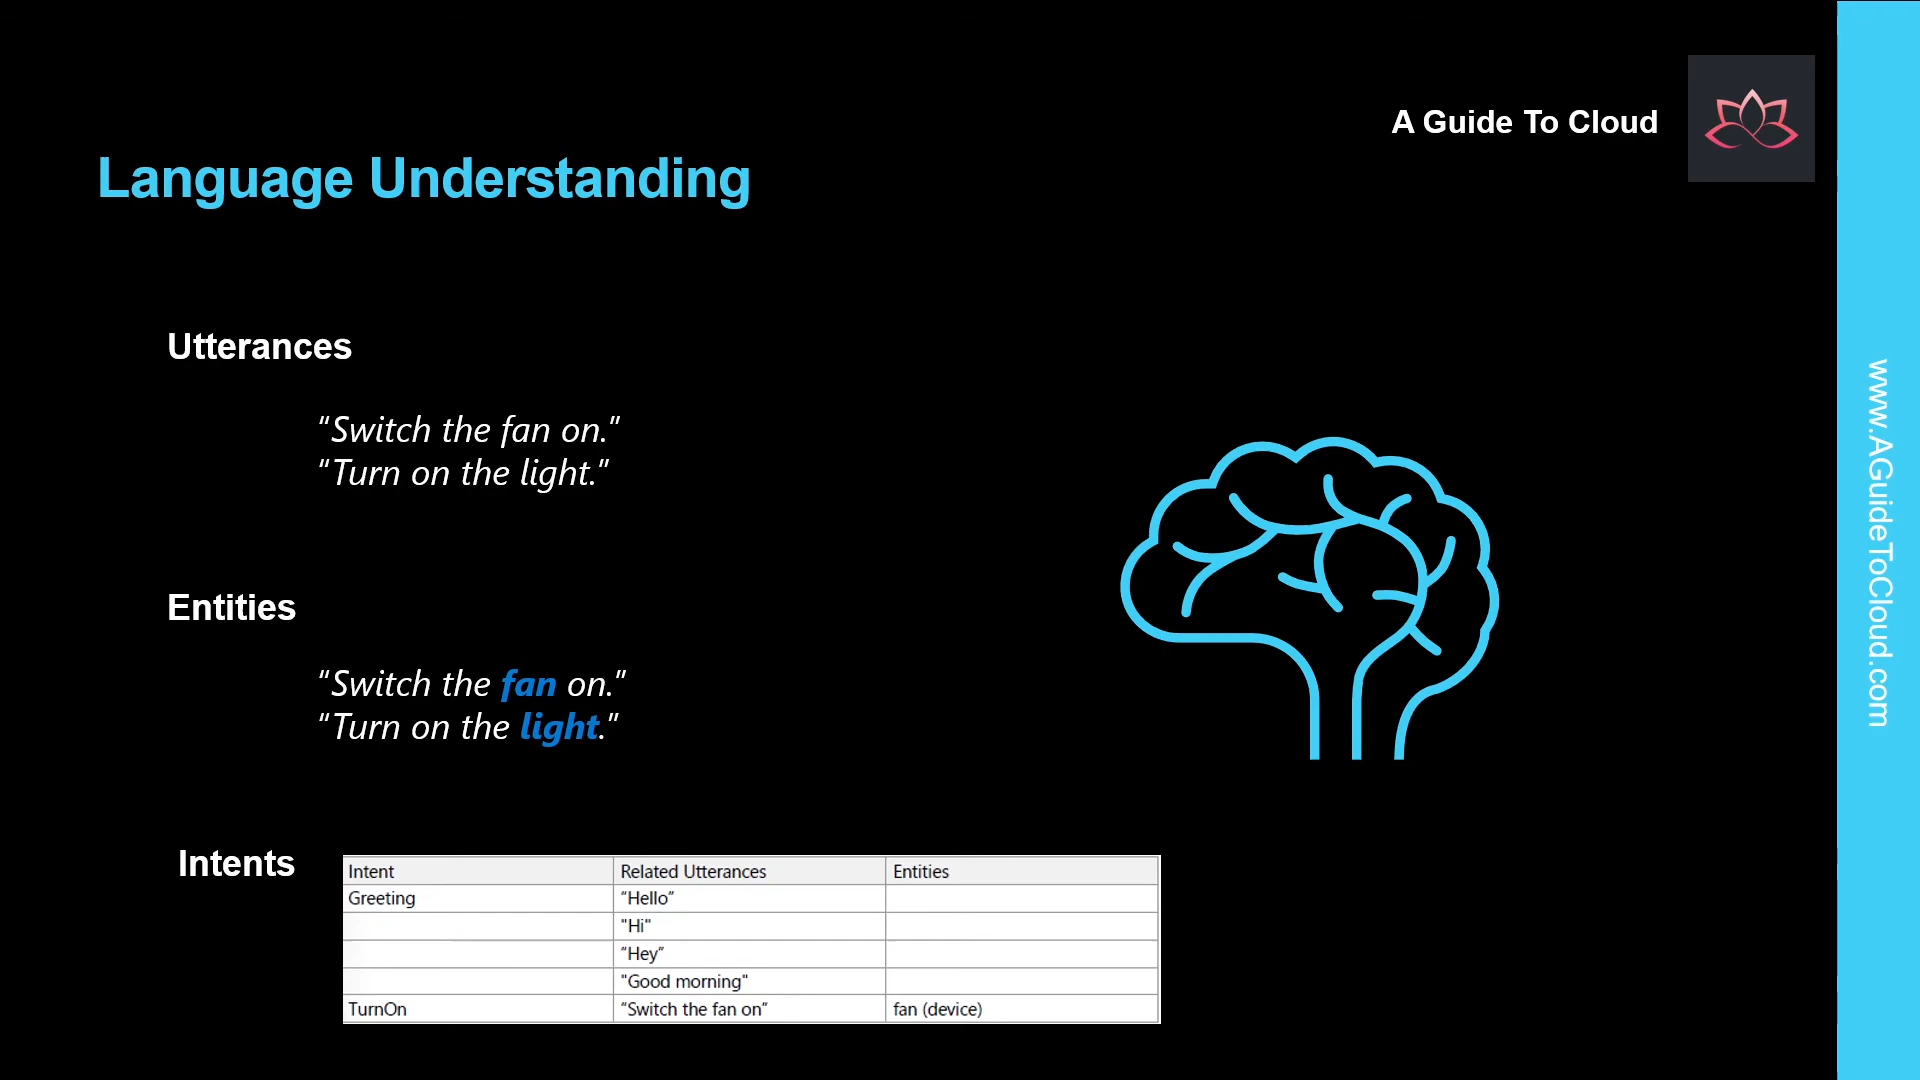 A Guide To Cloud
Language Understanding
Utterances
“Switch the fan on.”
“Turn on the light.”
Entities
“Switch the fan on.”
“Turn on the light.”
Intents
Intent Related Utterances Entities
Greeting “Hello”
"Hi"
“Hey”
"Good morning"
TurnOn “Switch the fan on” fan (device)
www.AGuideToCloud.com